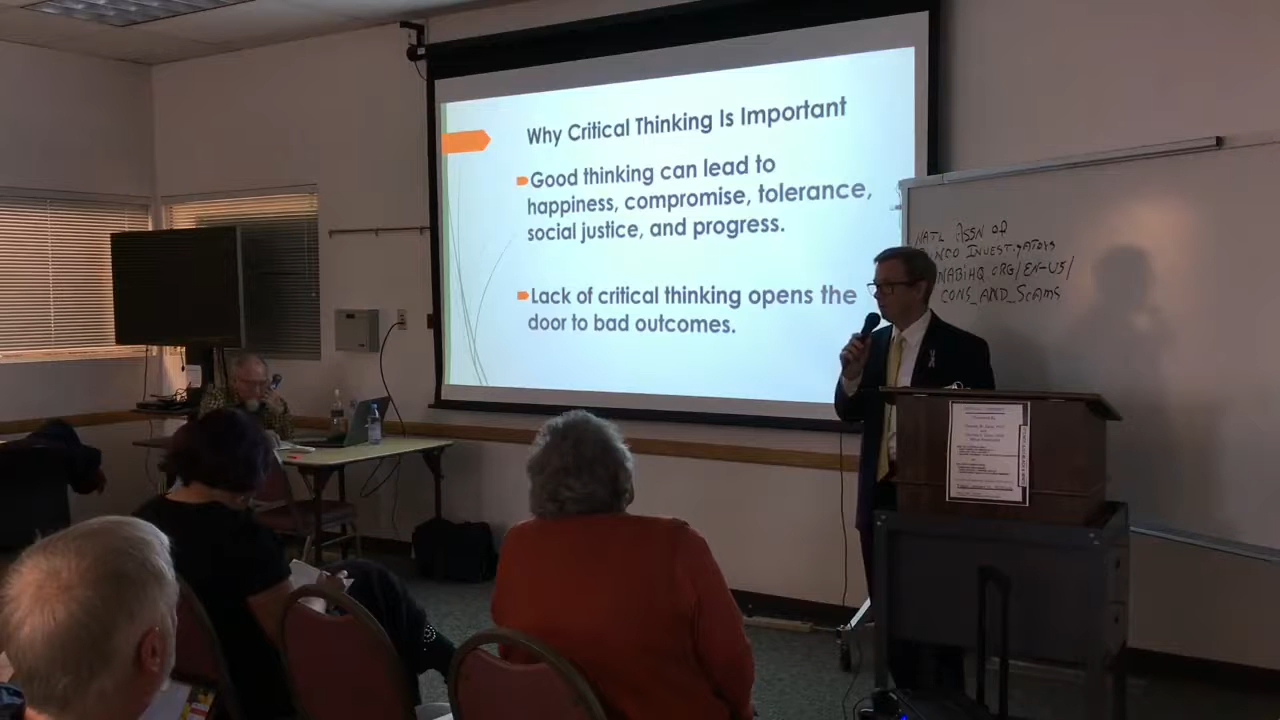 Why Critical Thinking Is Important
Good thinking can lead to
happiness, compromise, tolerance,
social justice, and progress.
Lack of critical thinking opens the
door to bad outcomes.
NAT'L ASSN OF
INVESTIGATORS
NABIHQ.ORG/EN-US/
CONS_AND_SCAMS